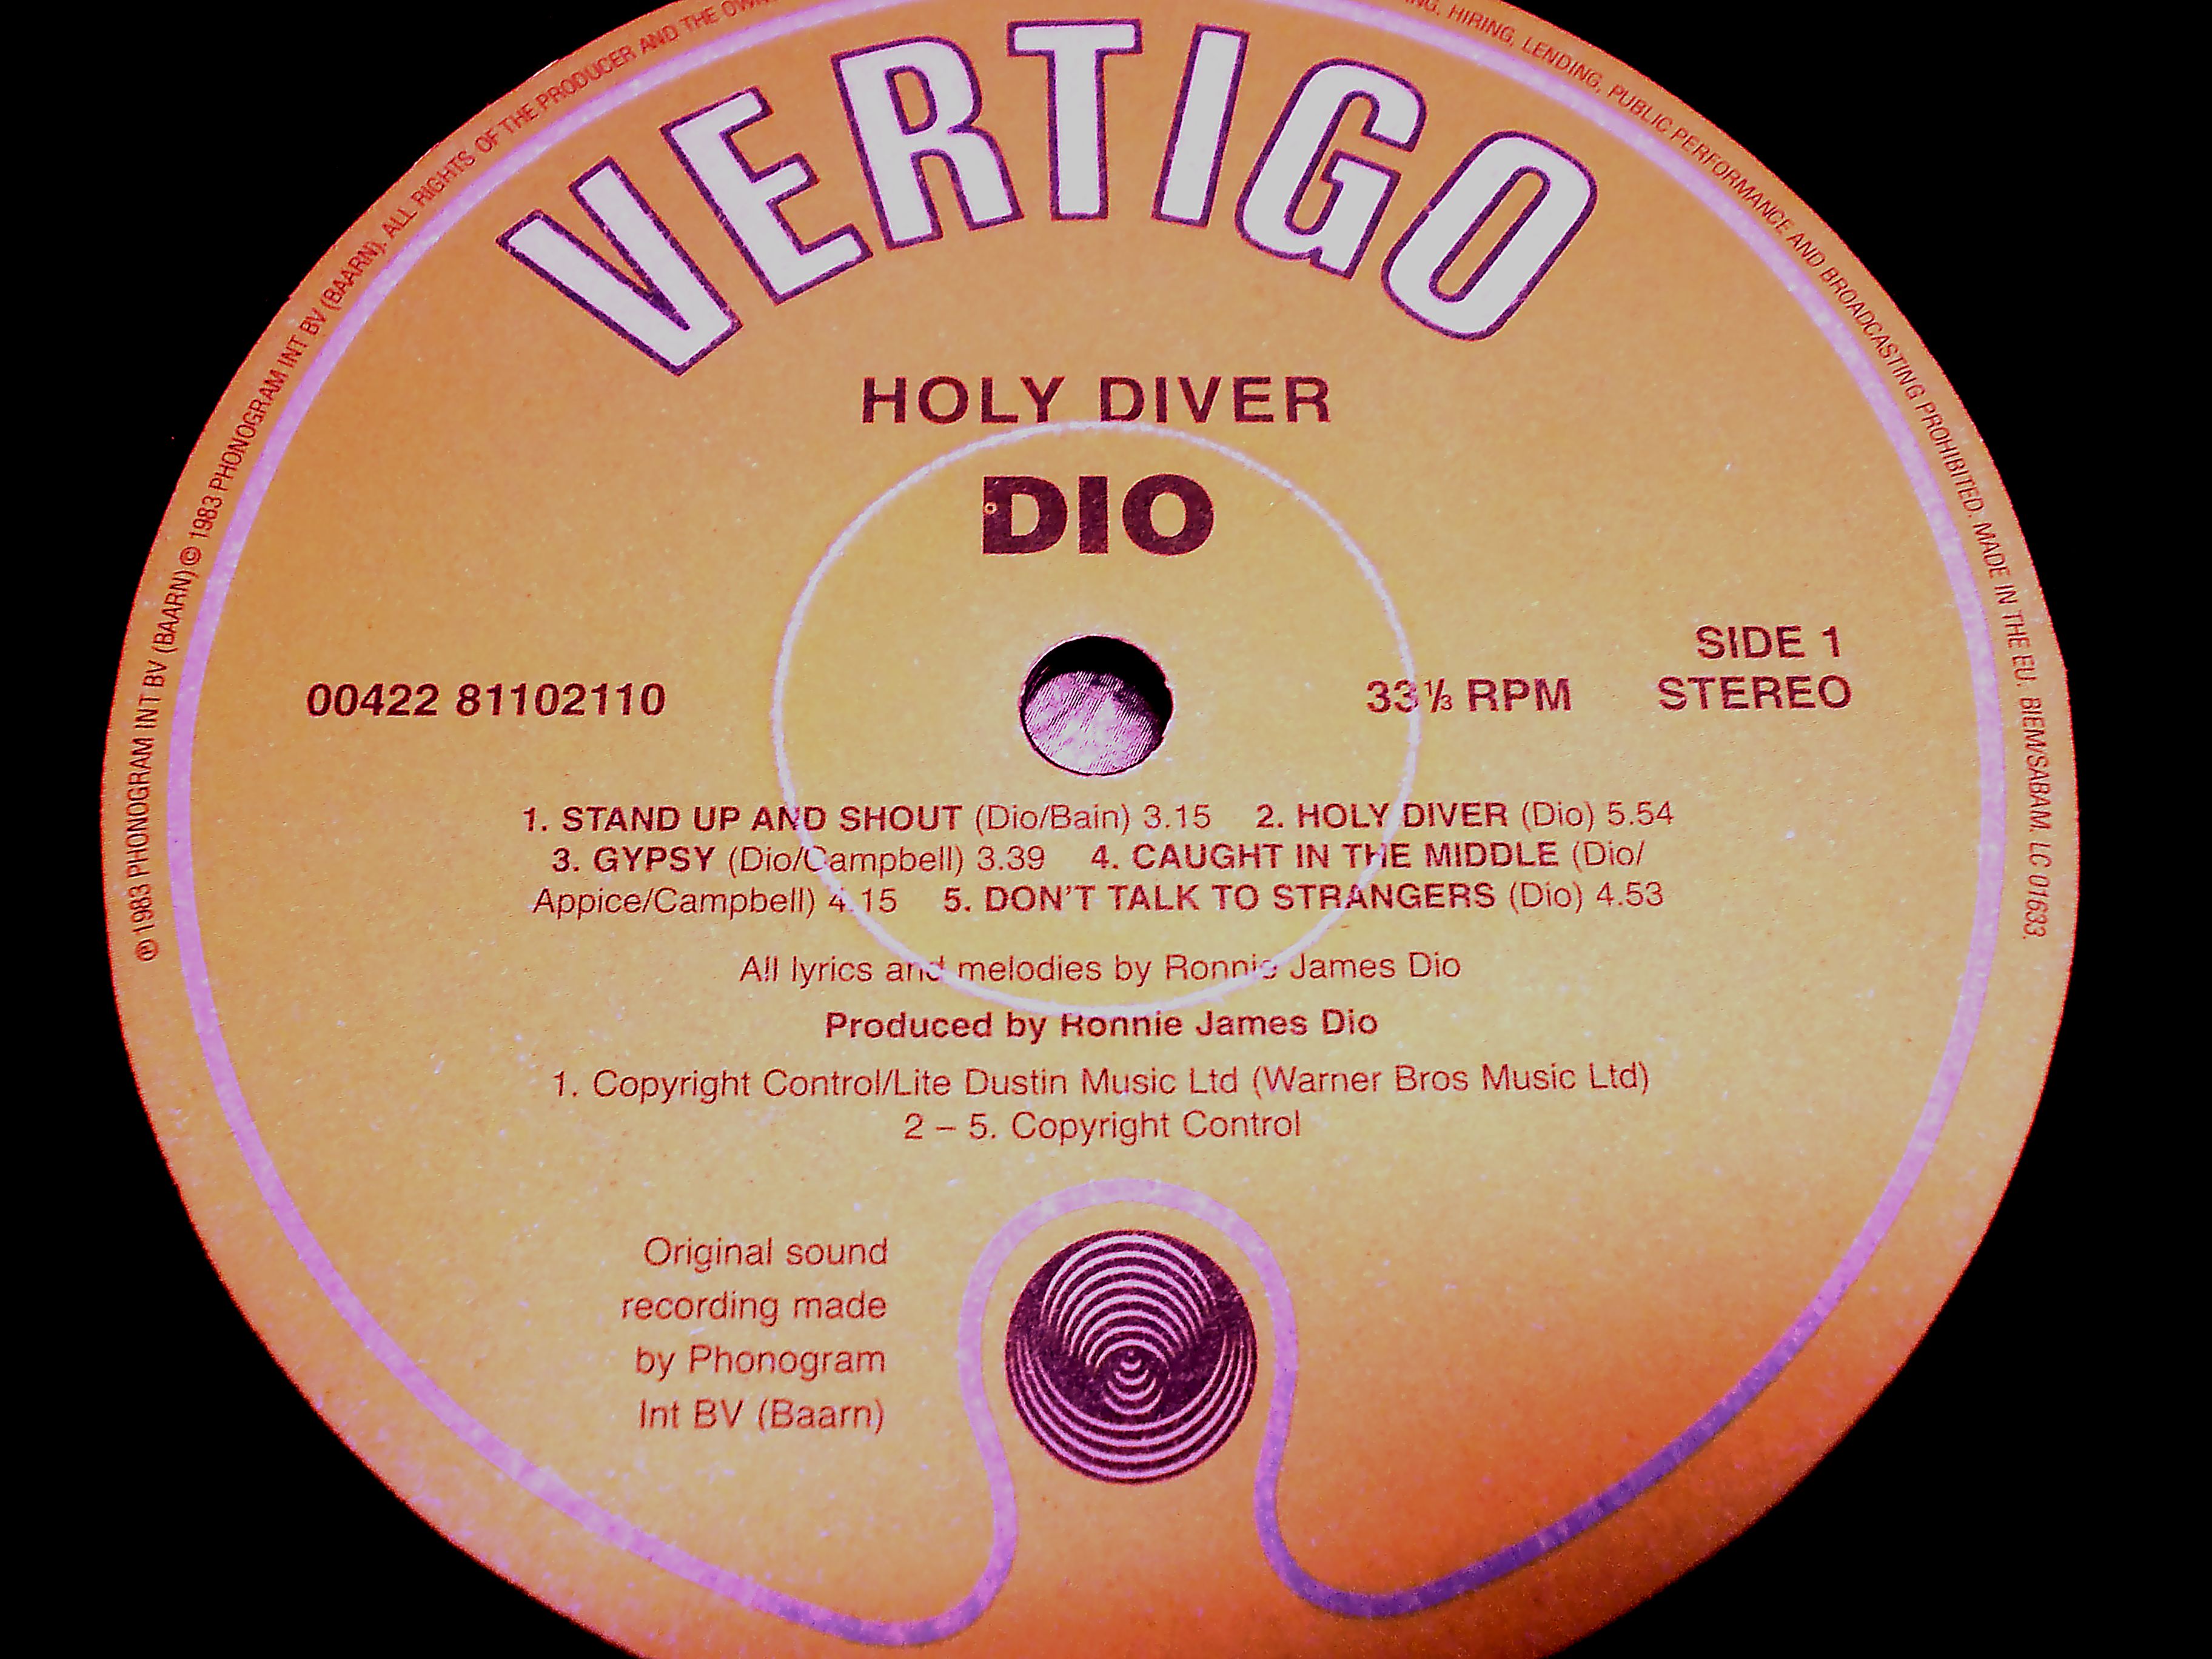 VERTIGO
HOLY DIVER
DIO
00422 81102110
33⅓ RPM
SIDE 1
STEREO
1. STAND UP AND SHOUT (Dio/Bain) 3.15 2. HOLY DIVER (Dio) 5.54
3. GYPSY (Dio/Campbell) 3.39 4. CAUGHT IN THE MIDDLE (Dio/
Appice/Campbell) 4.15 5. DON'T TALK TO STRANGERS (Dio) 4.53
All lyrics and melodies by Ronnie James Dio
Produced by Ronnie James Dio
1. Copyright Control/Lite Dustin Music Ltd (Warner Bros Music Ltd)
2 – 5. Copyright Control
Original sound
recording made
by Phonogram
Int BV (Baarn)
℗ 1983 PHONOGRAM INT BV (BAARN) © 1983 PHONOGRAM INT BV (BAARN). ALL RIGHTS OF THE PRODUCER AND THE
HIRING, LENDING, PUBLIC PERFORMANCE AND BROADCASTING PROHIBITED. MADE IN THE EU. BIEM/SABAM. LC 01633.